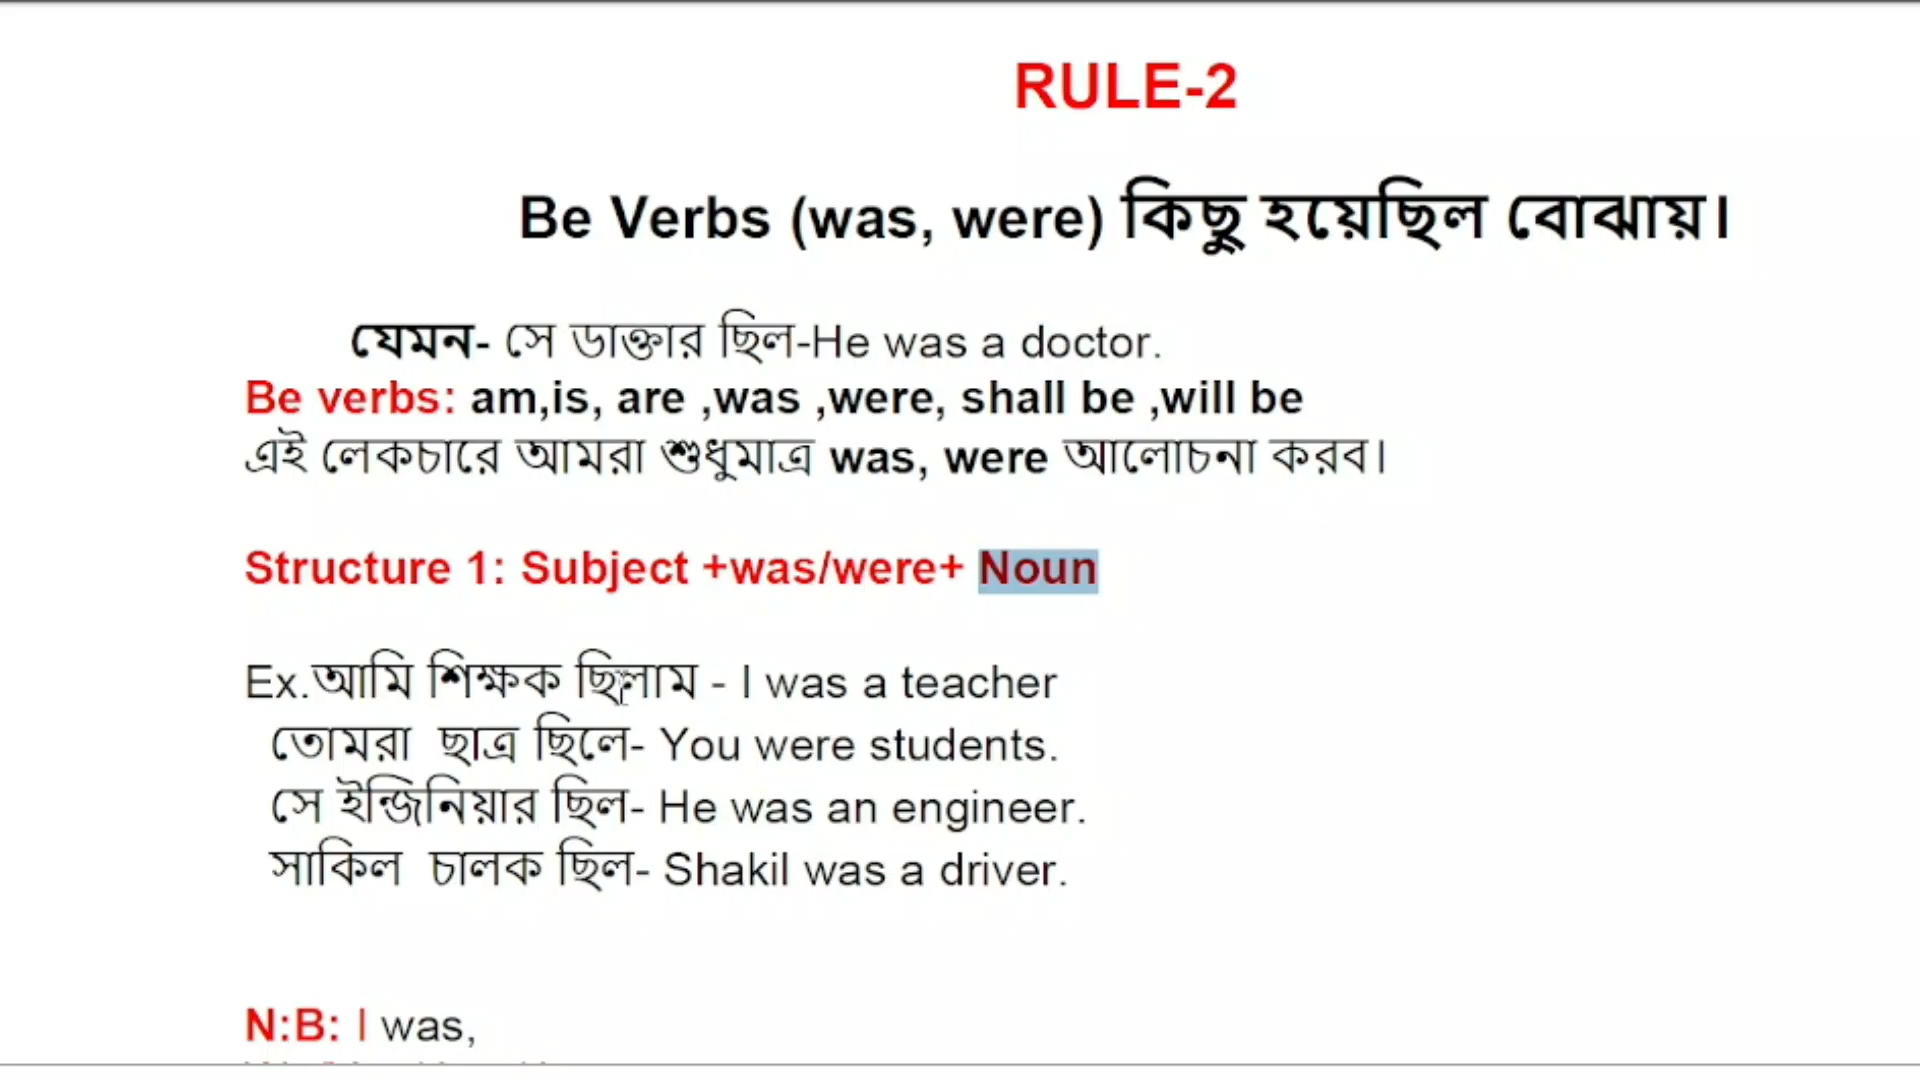 RULE-2
Be Verbs (was, were) কিছু হয়েছিল বোঝায়।
যেমন- সে ডাক্তার ছিল-He was a doctor.
Be verbs: am,is, are ,was ,were, shall be ,will be
এই লেকচারে আমরা শুধুমাত্র was, were আলোচনা করব।
Structure 1: Subject +was/were+ Noun
Ex.আমি শিক্ষক ছিলাম - I was a teacher
তোমরা ছাত্র ছিলে- You were students.
সে ইন্জিনিয়ার ছিল- He was an engineer.
সাকিল চালক ছিল- Shakil was a driver.
N:B: I was,